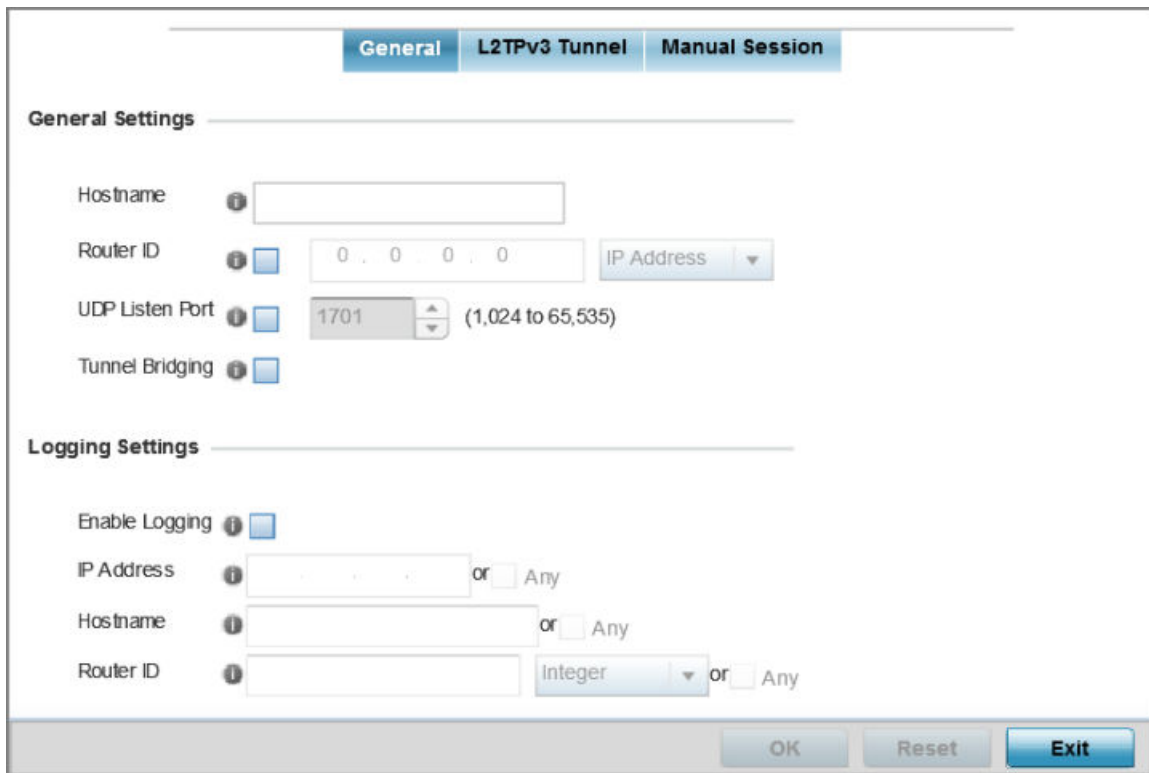 General L2TPv3 Tunnel Manual Session
General Settings
Hostname
Router ID 0 . 0 . 0 . 0 IP Address
UDP Listen Port 1701 (1,024 to 65,535)
Tunnel Bridging
Logging Settings
Enable Logging
IP Address . . . or Any
Hostname or Any
Router ID Integer or Any
OK Reset Exit